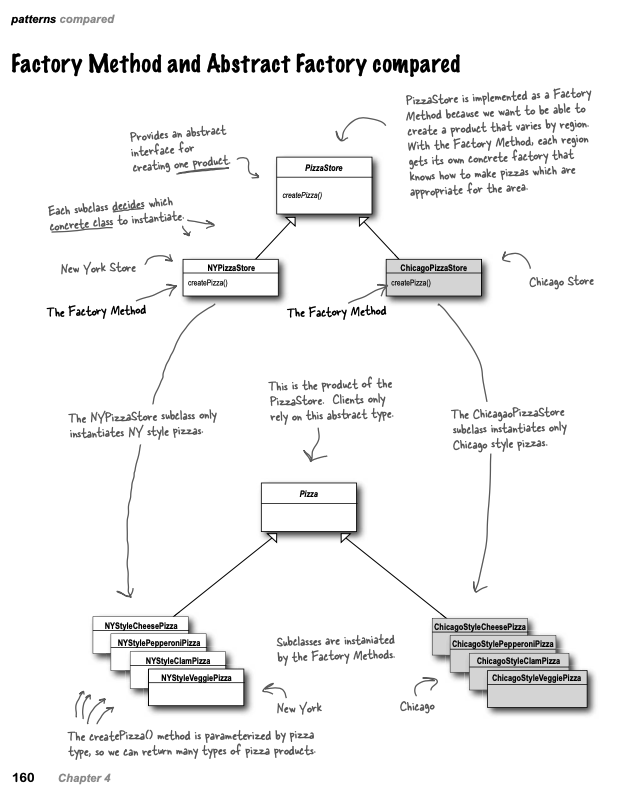 patterns compared
Factory Method and Abstract Factory compared
PizzaStore is implemented as a Factory
Method because we want to be able to
create a product that varies by region.
With the Factory Method, each region
gets its own concrete factory that
knows how to make pizzas which are
appropriate for the area.
Provides an abstract
interface for
creating one product.
PizzaStore
createPizza()
Each subclass decides which
concrete class to instantiate.
New York Store
NYPizzaStore
createPizza()
The Factory Method
ChicagoPizzaStore
createPizza()
The Factory Method
Chicago Store
The NYPizzaStore subclass only
instantiates NY style pizzas.
This is the product of the
PizzaStore. Clients only
rely on this abstract type.
The ChicagaoPizzaStore
subclass instantiates only
Chicago style pizzas.
Pizza
NYStyleCheesePizza
NYStylePepperoniPizza
NYStyleClamPizza
NYStyleVeggiePizza
Subclasses are instaniated
by the Factory Methods.
ChicagoStyleCheesePizza
ChicagoStylePepperoniPizza
ChicagoStyleClamPizza
ChicagoStyleVeggiePizza
New York
Chicago
The createPizza() method is parameterized by pizza
type, so we can return many types of pizza products.
160 Chapter 4